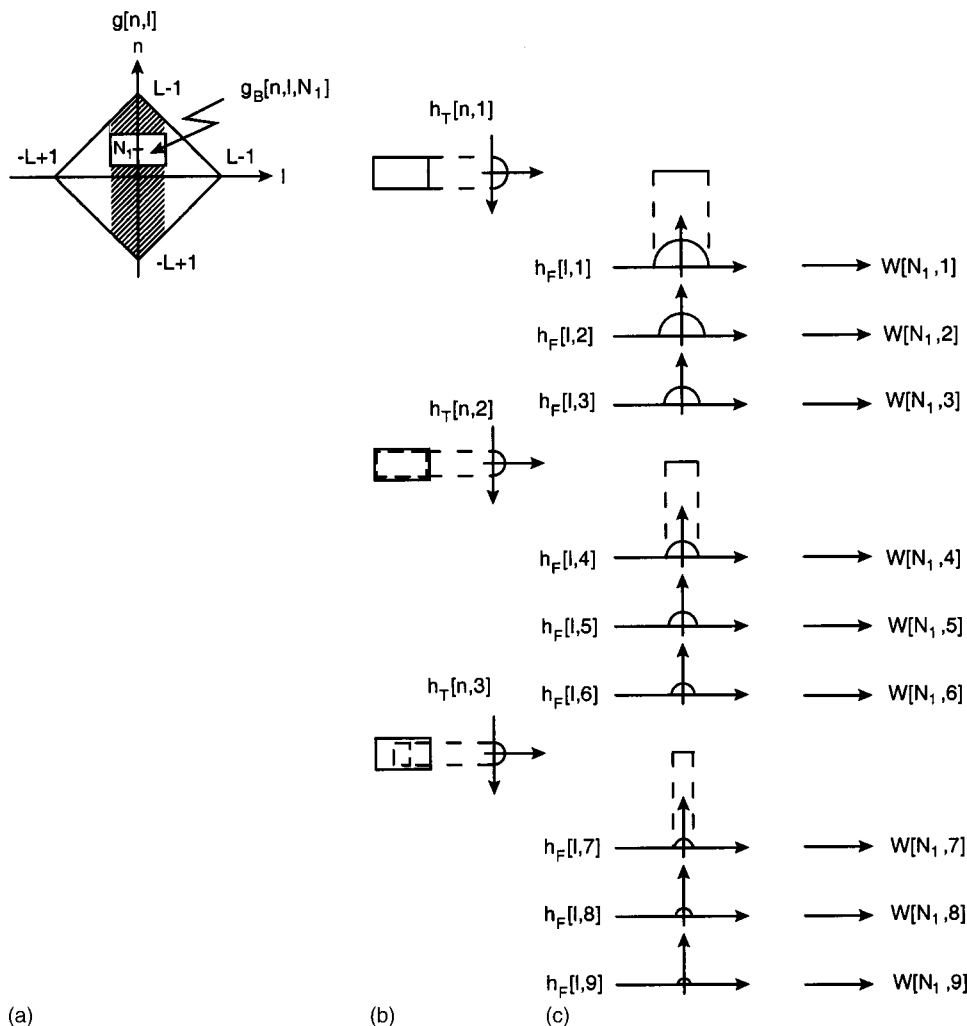 g[n,l]
n
L-1
g_B[n,l,N_1]
-L+1
N_1
L-1
l
-L+1
(a)
h_T[n,1]
h_T[n,2]
h_T[n,3]
(b)
h_F[l,1]
W[N_1,1]
h_F[l,2]
W[N_1,2]
h_F[l,3]
W[N_1,3]
h_F[l,4]
W[N_1,4]
h_F[l,5]
W[N_1,5]
h_F[l,6]
W[N_1,6]
h_F[l,7]
W[N_1,7]
h_F[l,8]
W[N_1,8]
h_F[l,9]
W[N_1,9]
(c)